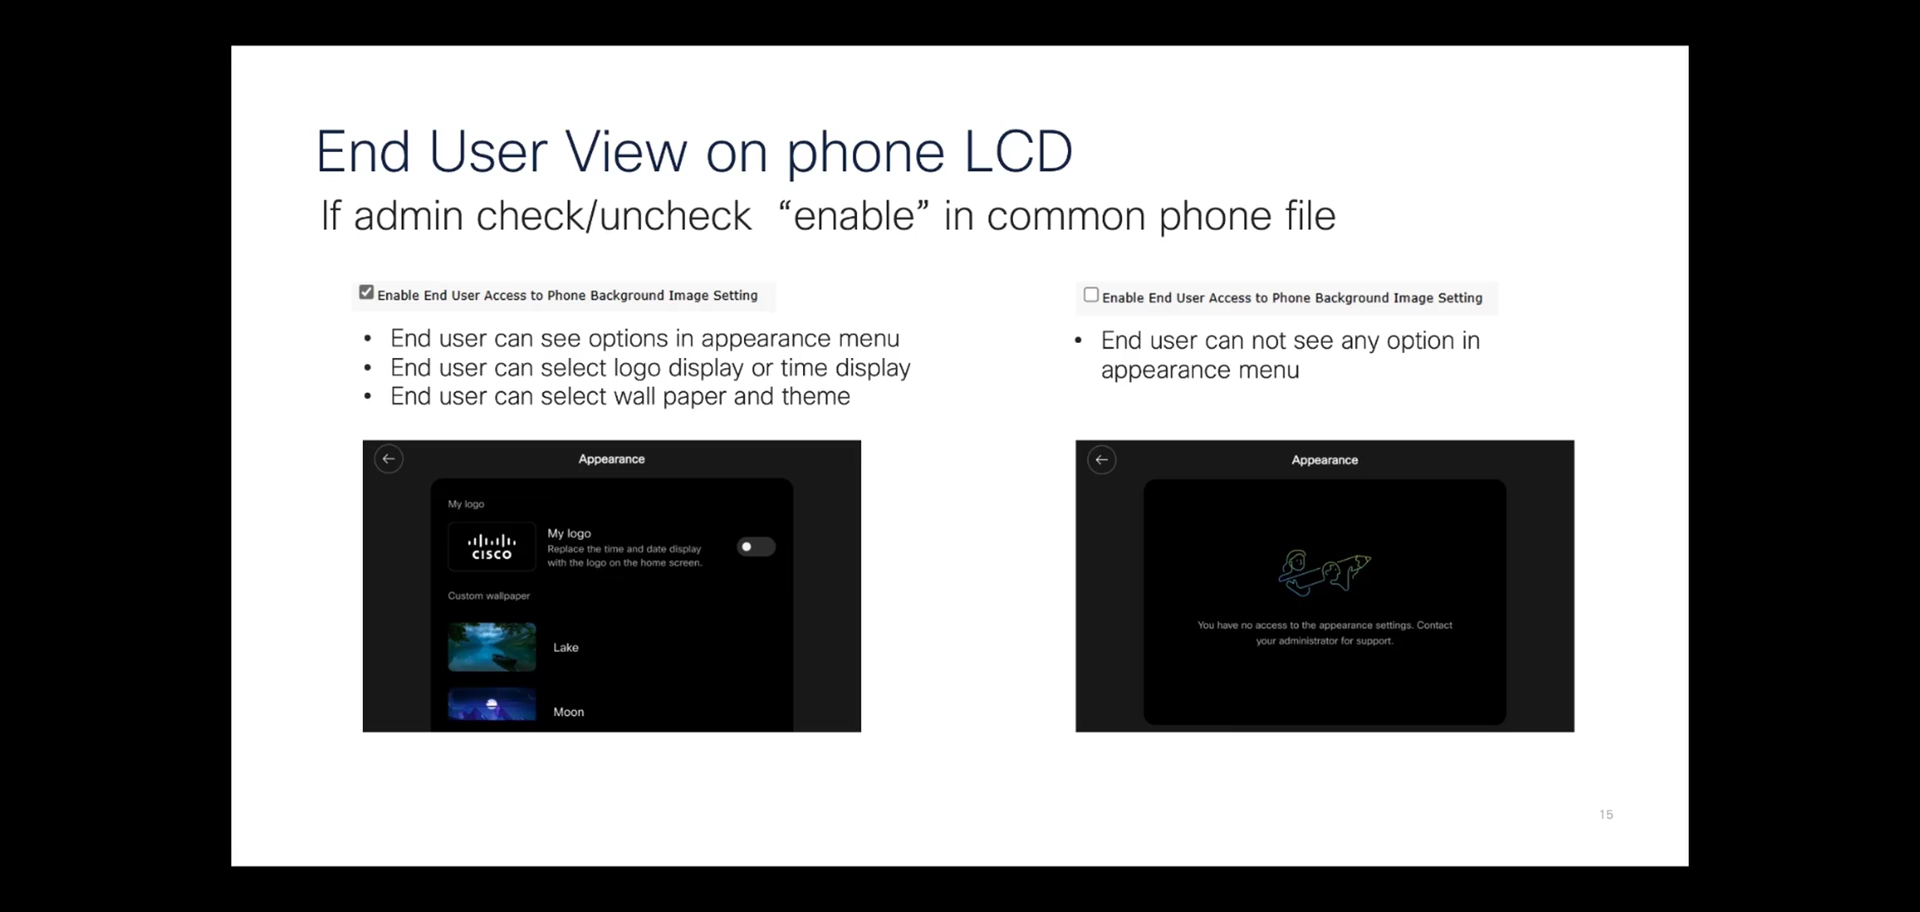 End User View on phone LCD
If admin check/uncheck “enable” in common phone file
Enable End User Access to Phone Background Image Setting
• End user can see options in appearance menu
• End user can select logo display or time display
• End user can select wall paper and theme
Appearance
My logo
CISCO
My logo
Replace the time and date display
with the logo on the home screen.
Custom wallpaper
Lake
Moon
Enable End User Access to Phone Background Image Setting
• End user can not see any option in
appearance menu
Appearance
You have no access to the appearance settings. Contact
your administrator for support.
15